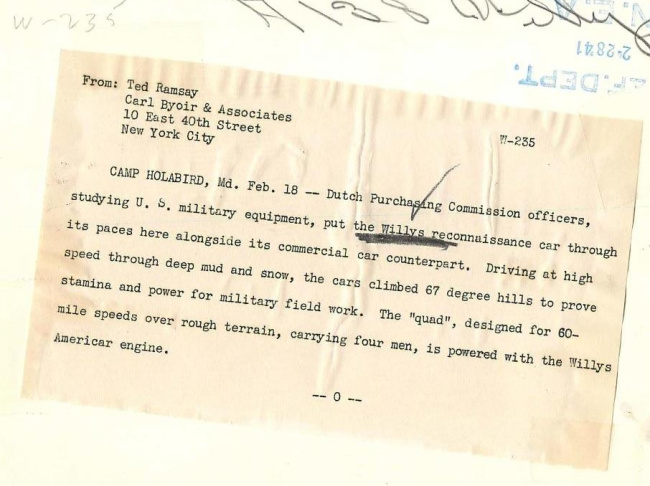 W-235
2-2841
F. DEPT.
From: Ted Ramsay
Carl Byoir & Associates
10 East 40th Street
New York City
W-235
CAMP HOLABIRD, Md. Feb. 18 -- Dutch Purchasing Commission officers,
studying U. S. military equipment, put the Willys reconnaissance car through
its paces here alongside its commercial car counterpart. Driving at high
speed through deep mud and snow, the cars climbed 67 degree hills to prove
stamina and power for military field work. The "quad", designed for 60-
mile speeds over rough terrain, carrying four men, is powered with the Willys
Americar engine.
-- 0 --